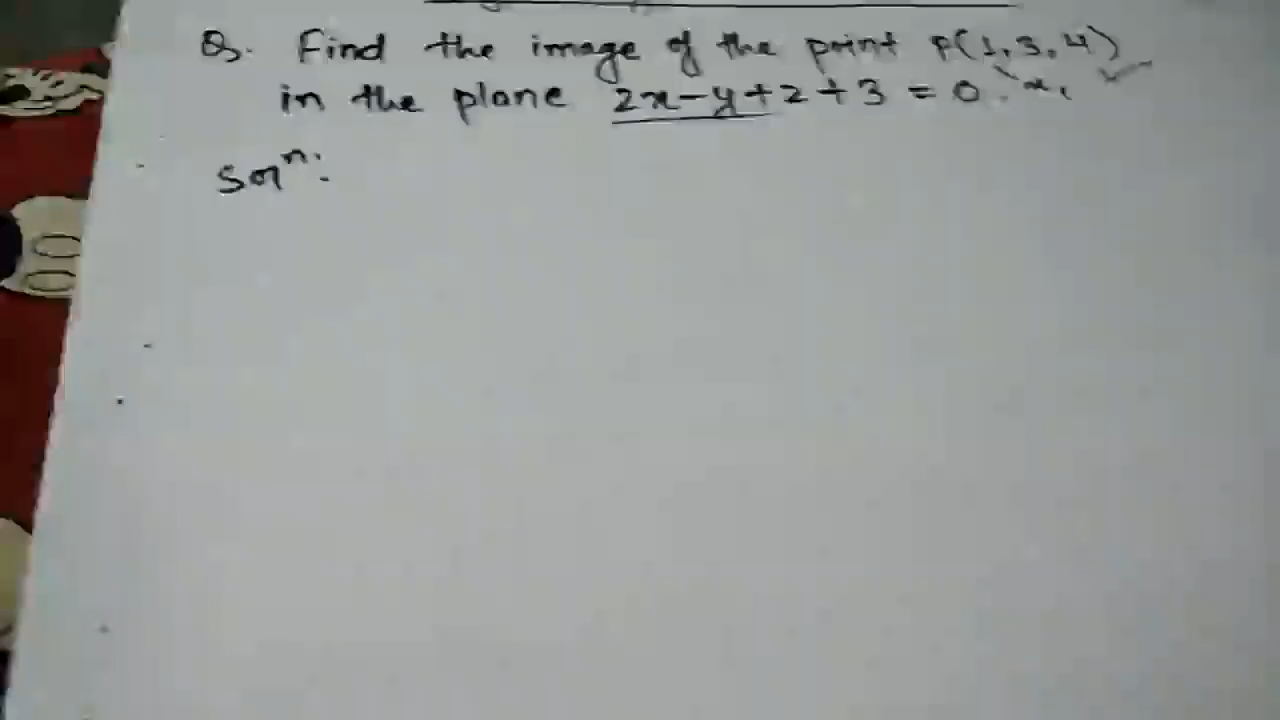 Q. Find the image of the point P(1,3,4)
in the plane 2x-y+z+3=0. x,
Solⁿ: